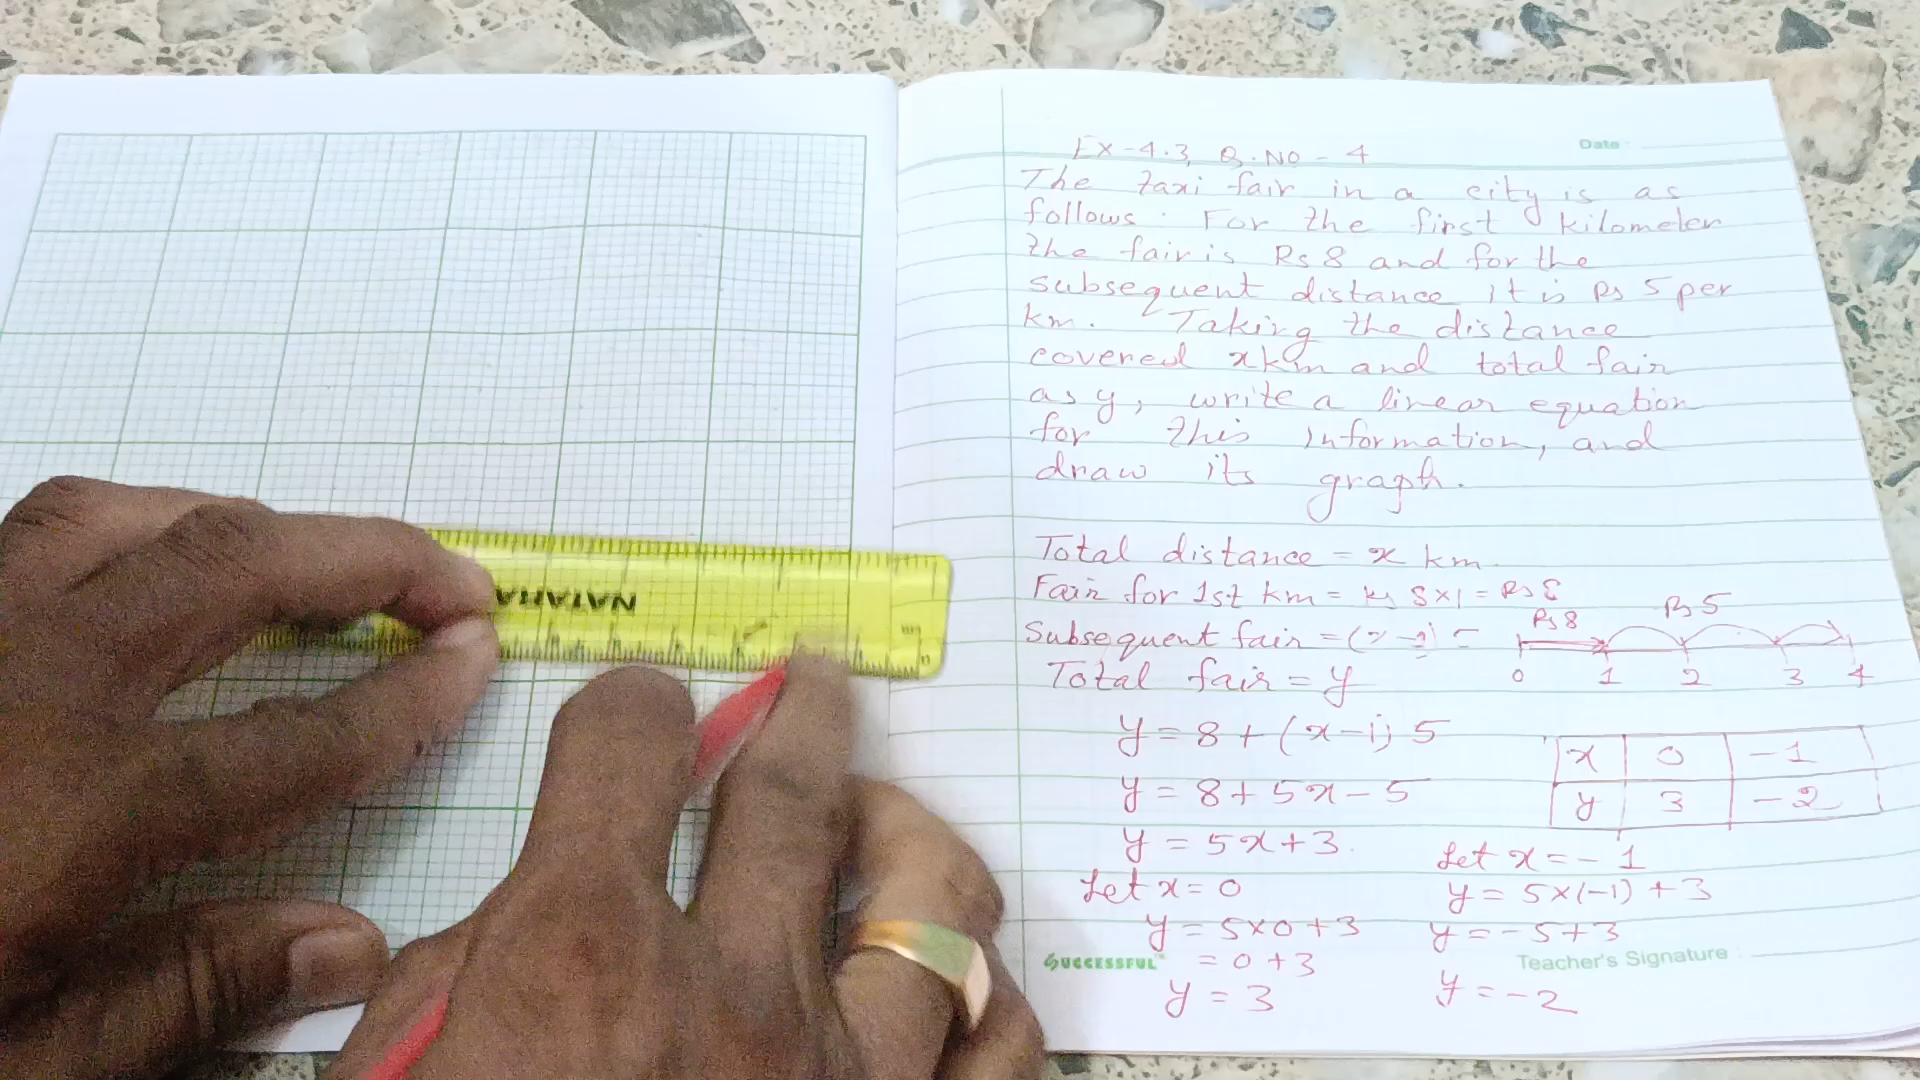 Ex-4.3, Q.No - 4
Date :
The taxi fair in a city is as
follows. For the first kilometer
the fair is Rs 8 and for the
subsequent distance it is Rs 5 per
km. Taking the distance
covered x km and total fair
as y, write a linear equation
for this information, and
draw its graph.
Total distance = x km.
Fair for 1st km = Rs 8×1 = Rs 8
Subsequent fair = (x-1) =
Rs 8 Rs 5
0 1 2 3 4
Total fair = y
y = 8 + (x-1) 5
y = 8 + 5x - 5
y = 5x + 3.
x 0 -1
y 3 -2
Let x = 0
y = 5×0+3
= 0+3
y = 3
Let x = -1
y = 5×(-1) + 3
y = -5+3
y = -2
SUCCESSFUL
Teacher's Signature :
NATARA